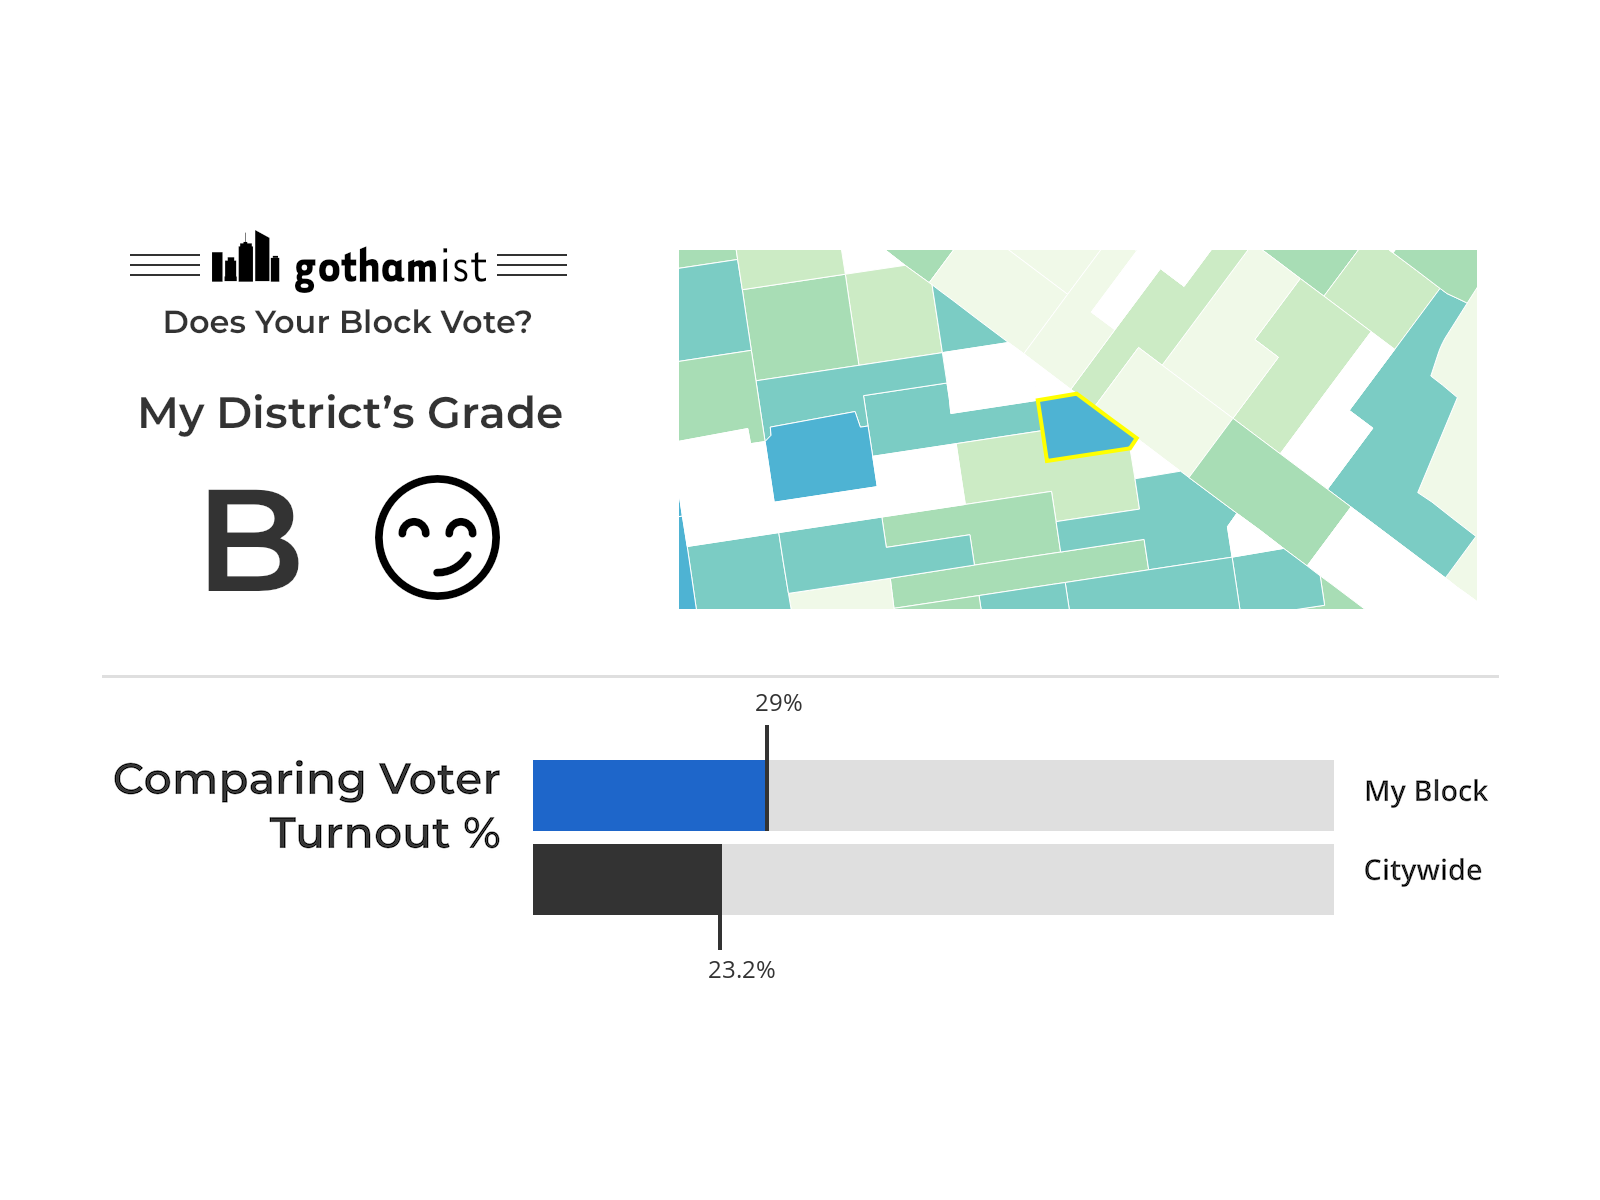 gothamist
Does Your Block Vote?
My District's Grade
B
29%
Comparing Voter
Turnout %
My Block
Citywide
23.2%